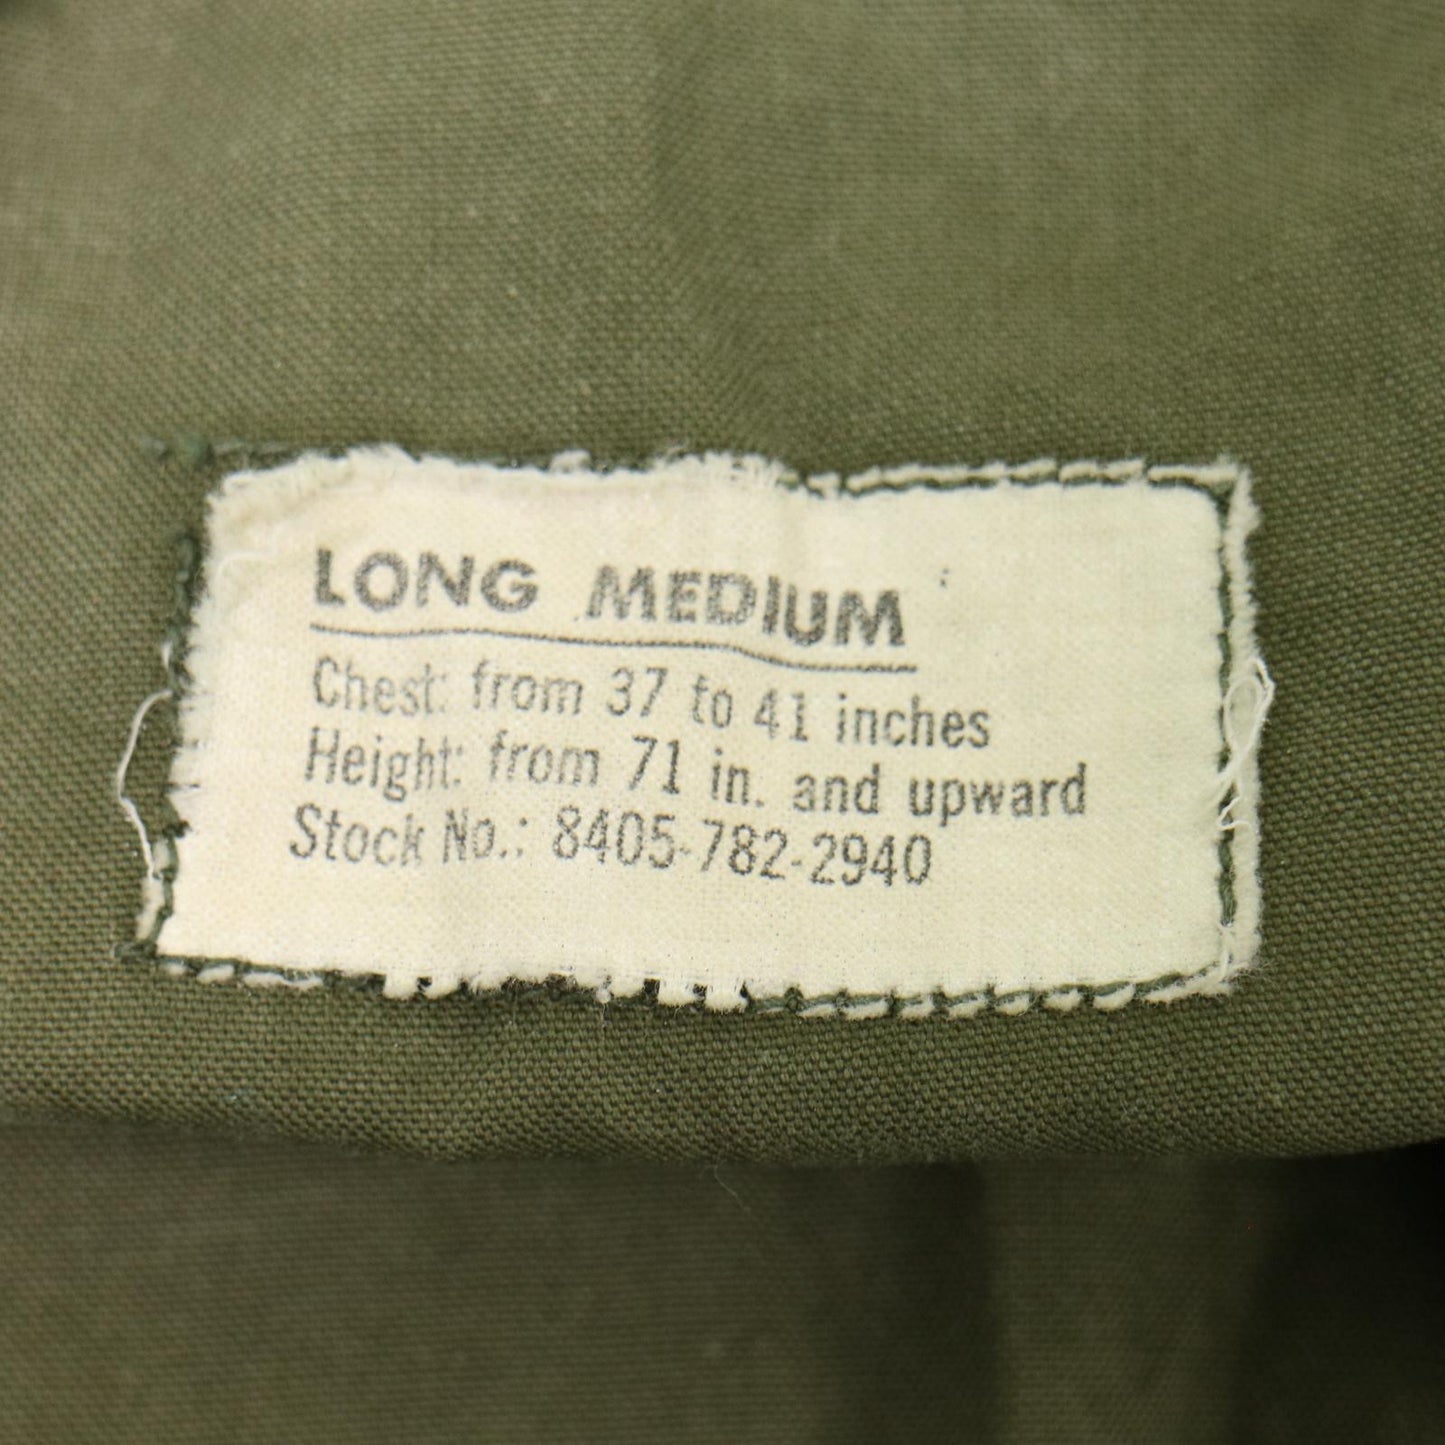 LONG MEDIUM
Chest: from 37 to 41 inches
Height: from 71 in. and upward
Stock No.: 8405-782-2940